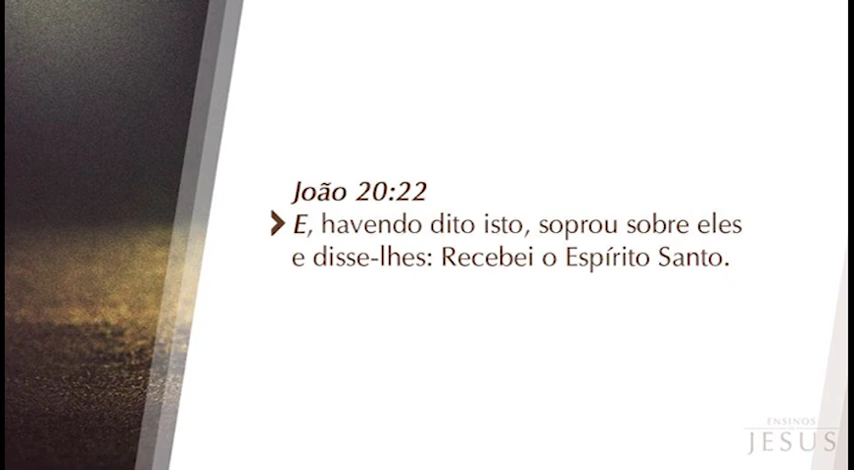 João 20:22
E, havendo dito isto, soprou sobre eles
e disse-lhes: Recebei o Espírito Santo.
ENSINOS
JESUS